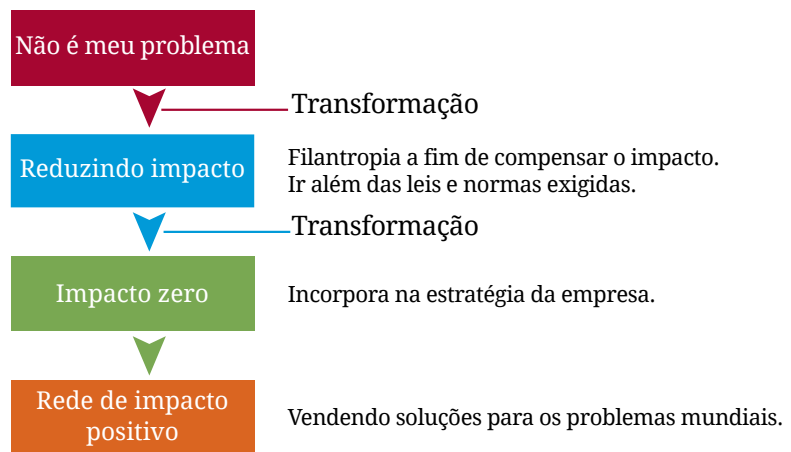 Não é meu problema
Transformação
Reduzindo impacto
Filantropia a fim de compensar o impacto.
Ir além das leis e normas exigidas.
Transformação
Impacto zero
Incorpora na estratégia da empresa.
Rede de impacto
positivo
Vendendo soluções para os problemas mundiais.